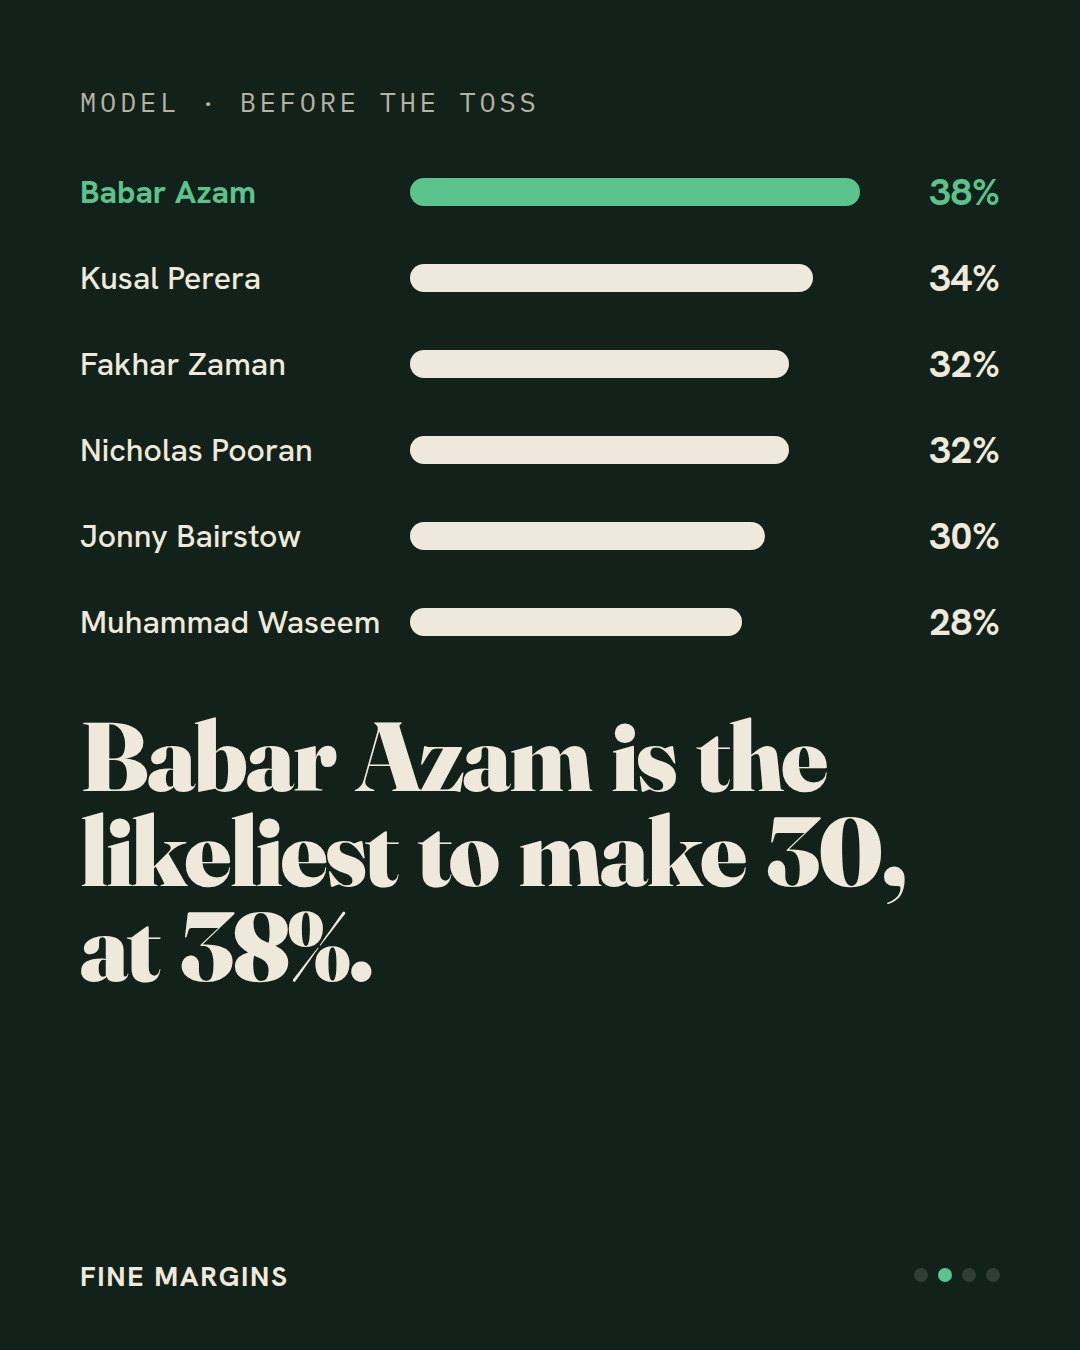 MODEL · BEFORE THE TOSS
Babar Azam 38%
Kusal Perera 34%
Fakhar Zaman 32%
Nicholas Pooran 32%
Jonny Bairstow 30%
Muhammad Waseem 28%
Babar Azam is the
likeliest to make 30,
at 38%.
FINE MARGINS